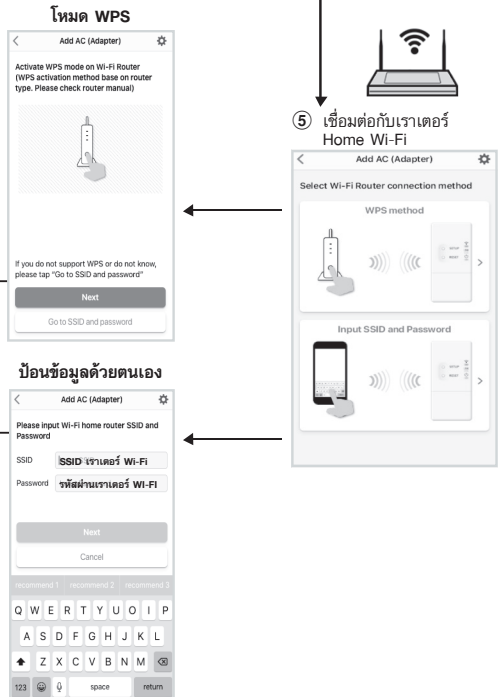 โหมด WPS
Add AC (Adapter)
Activate WPS mode on Wi-Fi Router
(WPS activation method base on router
type. Please check router manual)
If you do not support WPS or do not know,
please tap "Go to SSID and password"
Next
Go to SSID and password
ป้อนข้อมูลด้วยตนเอง
Add AC (Adapter)
Please input Wi-Fi home router SSID and
Password
SSID SSID เราเตอร์ Wi-Fi
Password รหัสผ่านเราเตอร์ WI-FI
Next
Cancel
recommend 1 recommend 2 recommend 3
Q W E R T Y U O I P
A S D F G H J K L
Z X C V B N M
123 space return
⑤ เชื่อมต่อกับเราเตอร์
Home Wi-Fi
Add AC (Adapter)
Select Wi-Fi Router connection method
WPS method
Input SSID and Password